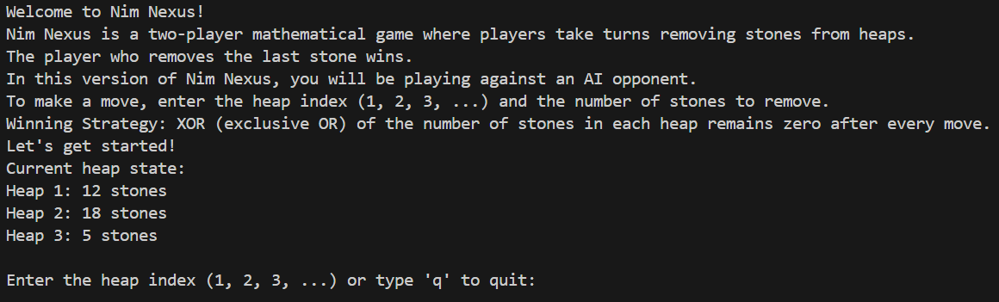 Welcome to Nim Nexus!
Nim Nexus is a two-player mathematical game where players take turns removing stones from heaps.
The player who removes the last stone wins.
In this version of Nim Nexus, you will be playing against an AI opponent.
To make a move, enter the heap index (1, 2, 3, ...) and the number of stones to remove.
Winning Strategy: XOR (exclusive OR) of the number of stones in each heap remains zero after every move.
Let's get started!
Current heap state:
Heap 1: 12 stones
Heap 2: 18 stones
Heap 3: 5 stones
Enter the heap index (1, 2, 3, ...) or type 'q' to quit: